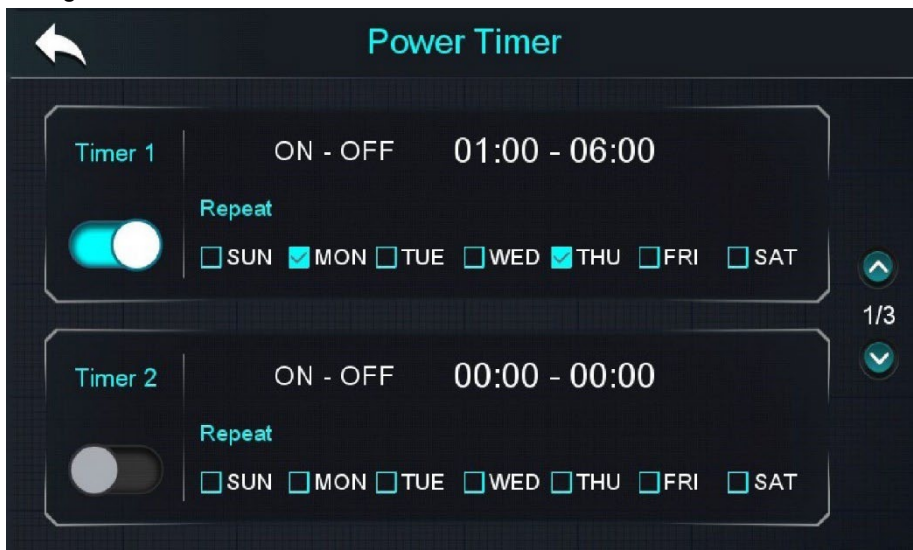 Power Timer
Timer 1
ON - OFF 01:00 - 06:00
Repeat
SUN MON TUE WED THU FRI SAT
1/3
Timer 2
ON - OFF 00:00 - 00:00
Repeat
SUN MON TUE WED THU FRI SAT